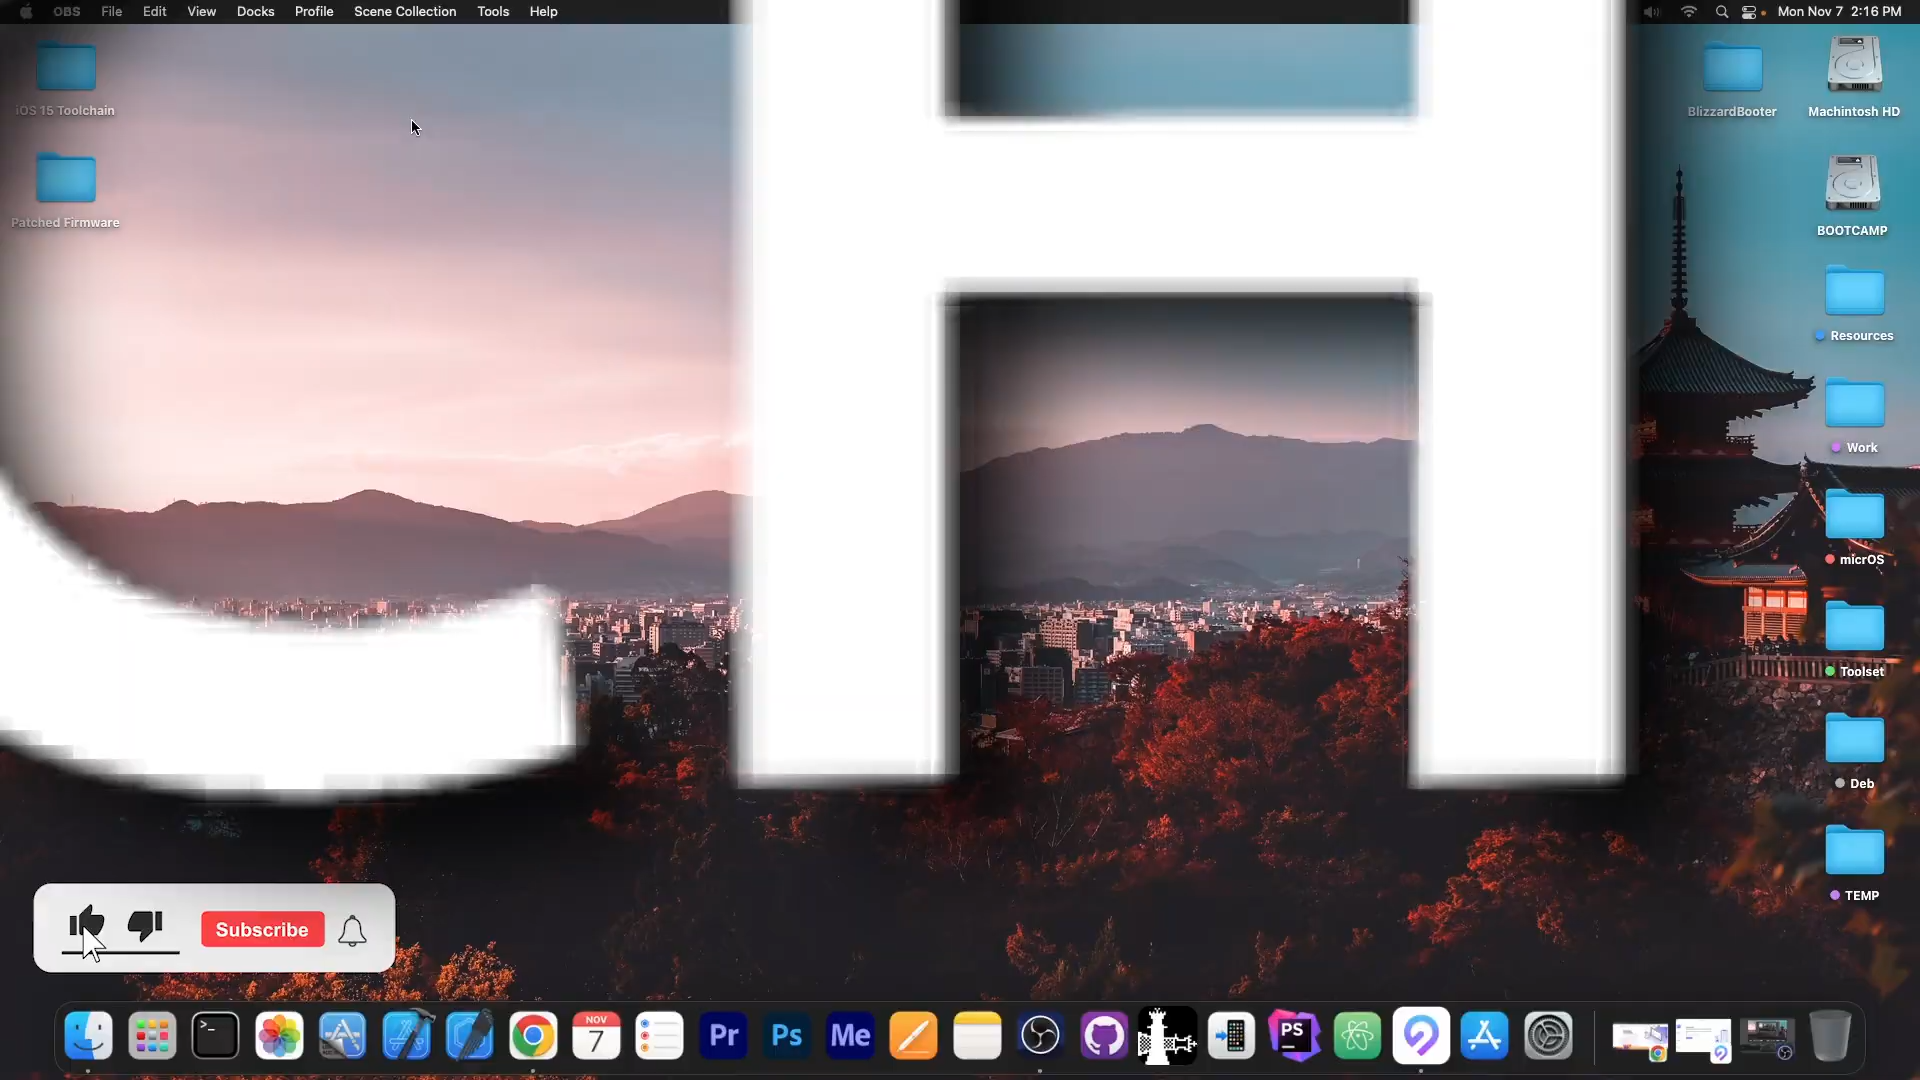 OBS File Edit View Docks Profile Scene Collection Tools Help Mon Nov 7 2:16 PM
iOS 15 Toolchain
BlizzardBooter
Machintosh HD
Patched Firmware
BOOTCAMP
Resources
Work
micrOS
Toolset
Deb
TEMP
CH
Subscribe
NOV
7
Pr
Ps
Me
PS